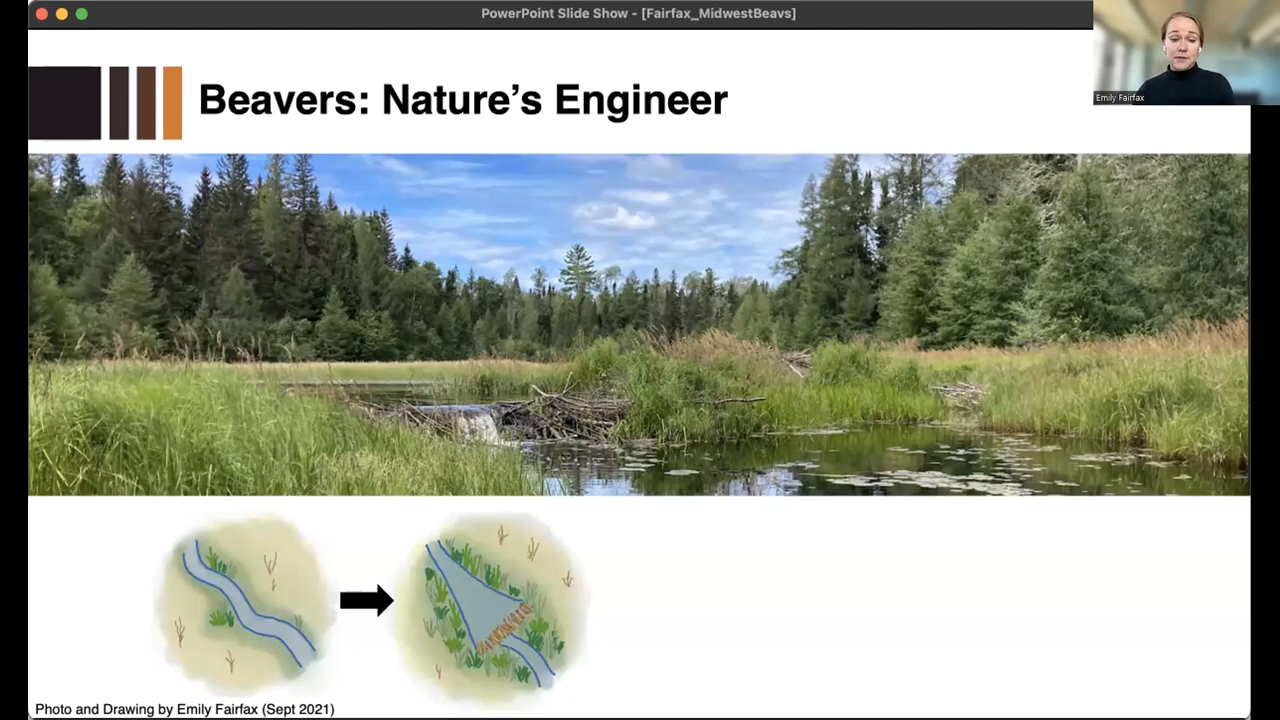 PowerPoint Slide Show - [Fairfax_MidwestBeavs]
Emily Fairfax
Beavers: Nature's Engineer
Photo and Drawing by Emily Fairfax (Sept 2021)